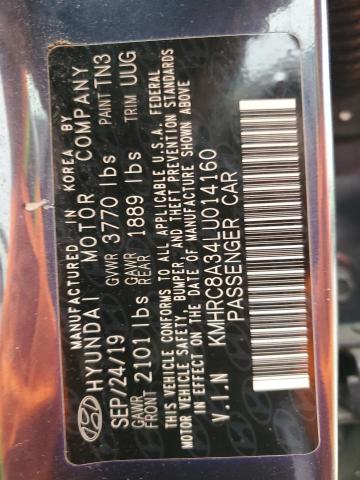 MANUFACTURED IN KOREA BY
HYUNDAI MOTOR COMPANY
SEP/24/19 GVWR 3770 lbs PAINT TN3
GAWR FRONT 2101 lbs GAWR REAR 1889 lbs TRIM UUG
THIS VEHICLE CONFORMS TO ALL APPLICABLE U.S.A. FEDERAL
MOTOR VEHICLE SAFETY, BUMPER, AND THEFT PREVENTION STANDARDS
IN EFFECT ON THE DATE OF MANUFACTURE SHOWN ABOVE
V.I.N KMHRC8A34LU014160
PASSENGER CAR